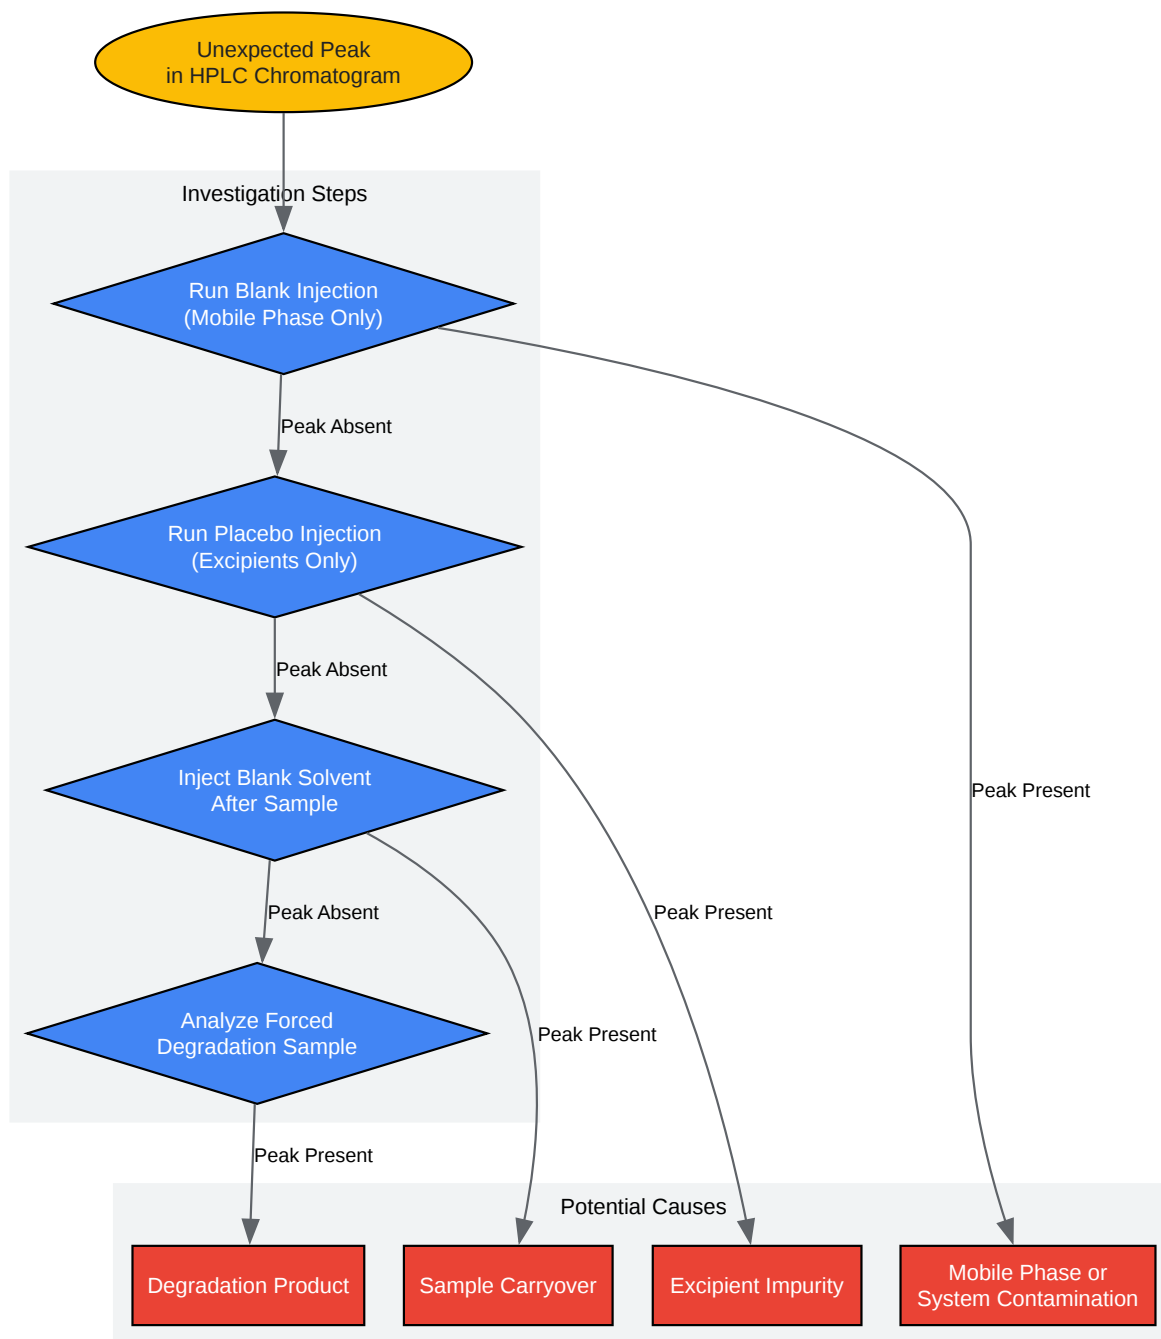 Unexpected Peak
in HPLC Chromatogram
Investigation Steps
Run Blank Injection
(Mobile Phase Only)
Peak Absent
Run Placebo Injection
(Excipients Only)
Peak Absent
Inject Blank Solvent
After Sample
Peak Present
Peak Absent
Peak Present
Analyze Forced
Degradation Sample
Peak Present
Peak Present
Potential Causes
Degradation Product
Sample Carryover
Excipient Impurity
Mobile Phase or
System Contamination